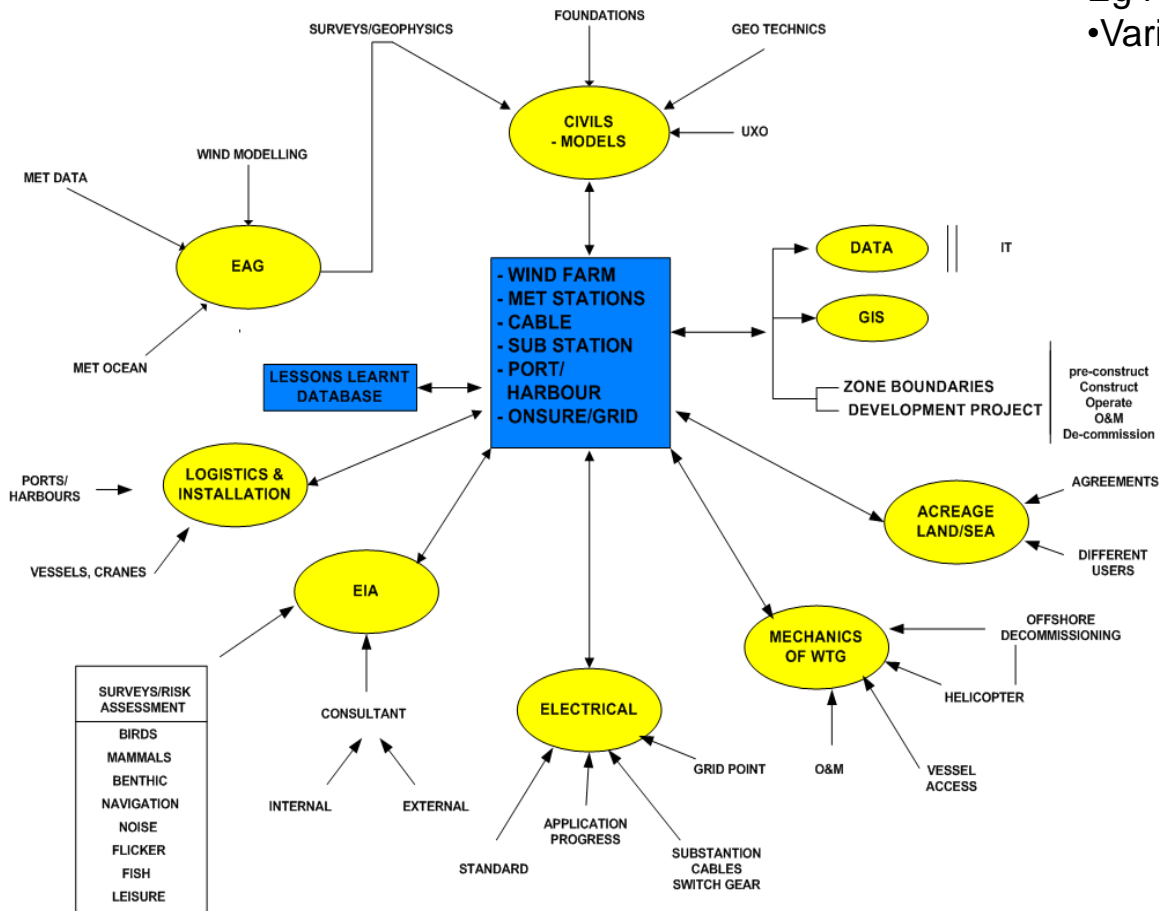 •Vari
FOUNDATIONS
SURVEYS/GEOPHYSICS
GEO TECHNICS
CIVILS
- MODELS
UXO
WIND MODELLING
MET DATA
EAG
MET OCEAN
- WIND FARM
- MET STATIONS
- CABLE
- SUB STATION
- PORT/
HARBOUR
- ONSURE/GRID
DATA
IT
GIS
ZONE BOUNDARIES
DEVELOPMENT PROJECT
pre-construct
Construct
Operate
O&M
De-commission
LESSONS LEARNT
DATABASE
LOGISTICS &
INSTALLATION
PORTS/
HARBOURS
VESSELS, CRANES
AGREEMENTS
ACREAGE
LAND/SEA
DIFFERENT
USERS
EIA
MECHANICS
OF WTG
OFFSHORE
DECOMMISSIONING
HELICOPTER
VESSEL
ACCESS
O&M
SURVEYS/RISK
ASSESSMENT
BIRDS
MAMMALS
BENTHIC
NAVIGATION
NOISE
FLICKER
FISH
LEISURE
CONSULTANT
INTERNAL
EXTERNAL
ELECTRICAL
GRID POINT
STANDARD
APPLICATION
PROGRESS
SUBSTANTION
CABLES
SWITCH GEAR